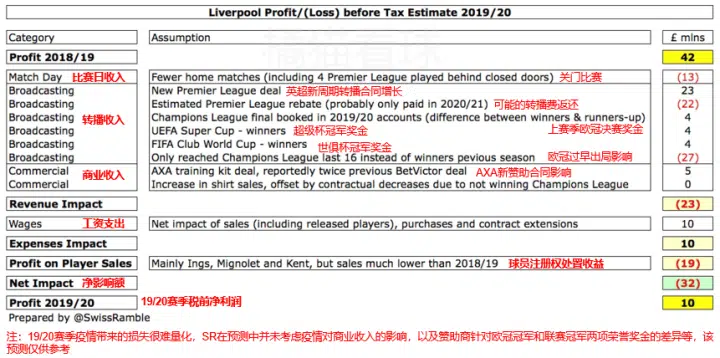 Liverpool Profit/(Loss) before Tax Estimate 2019/20
Category Assumption £ mlns
Profit 2018/19 42
Match Day 比赛日收入 Fewer home matches (including 4 Premier League played behind closed doors) 关门比赛 (13)
Broadcasting New Premier League deal 英超新周期转播合同增长 23
Broadcasting Estimated Premier League rebate (probably only paid in 2020/21) 可能的转播费返还 (22)
Broadcasting 转播收入 Champions League final booked in 2019/20 accounts (difference between winners & runners-up) 4
Broadcasting UEFA Super Cup - winners 超级杯冠军奖金 上赛季欧冠决赛奖金 4
Broadcasting FIFA Club World Cup - winners 世俱杯冠军奖金 4
Broadcasting Only reached Champions League last 16 instead of winners pevious season 欧冠过早出局影响 (27)
Commercial 商业收入 AXA training kit deal, reportedly twice previous BetVictor deal AXA新赞助合同影响 5
Commercial Increase in shirt sales, offset by contractual decreases due to not winning Champions League 0
Revenue Impact (23)
Wages 工资支出 Net impact of sales (including released players), purchases and contract extensions 10
Expenses Impact 10
Profit on Player Sales Mainly Ings, Mignolet and Kent, but sales much lower than 2018/19 球员注册权处置收益 (19)
Net Impact 净影响额 (32)
Profit 2019/20 19/20赛季税前净利润 10
Prepared by @SwissRamble
注：19/20赛季疫情带来的损失很难量化，SR在预测中并未考虑疫情对商业收入的影响，以及赞助商针对欧冠冠军和联赛冠军两项荣誉奖金的差异等，该
预测仅供参考